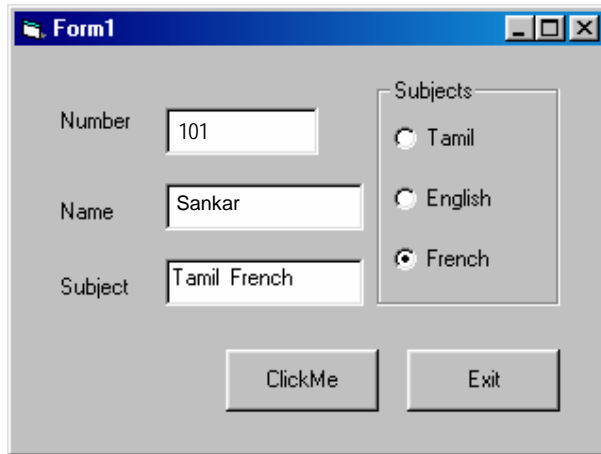 Form1
Number
101
Name
Sankar
Subject
Tamil French
Subjects
Tamil
English
French
ClickMe
Exit